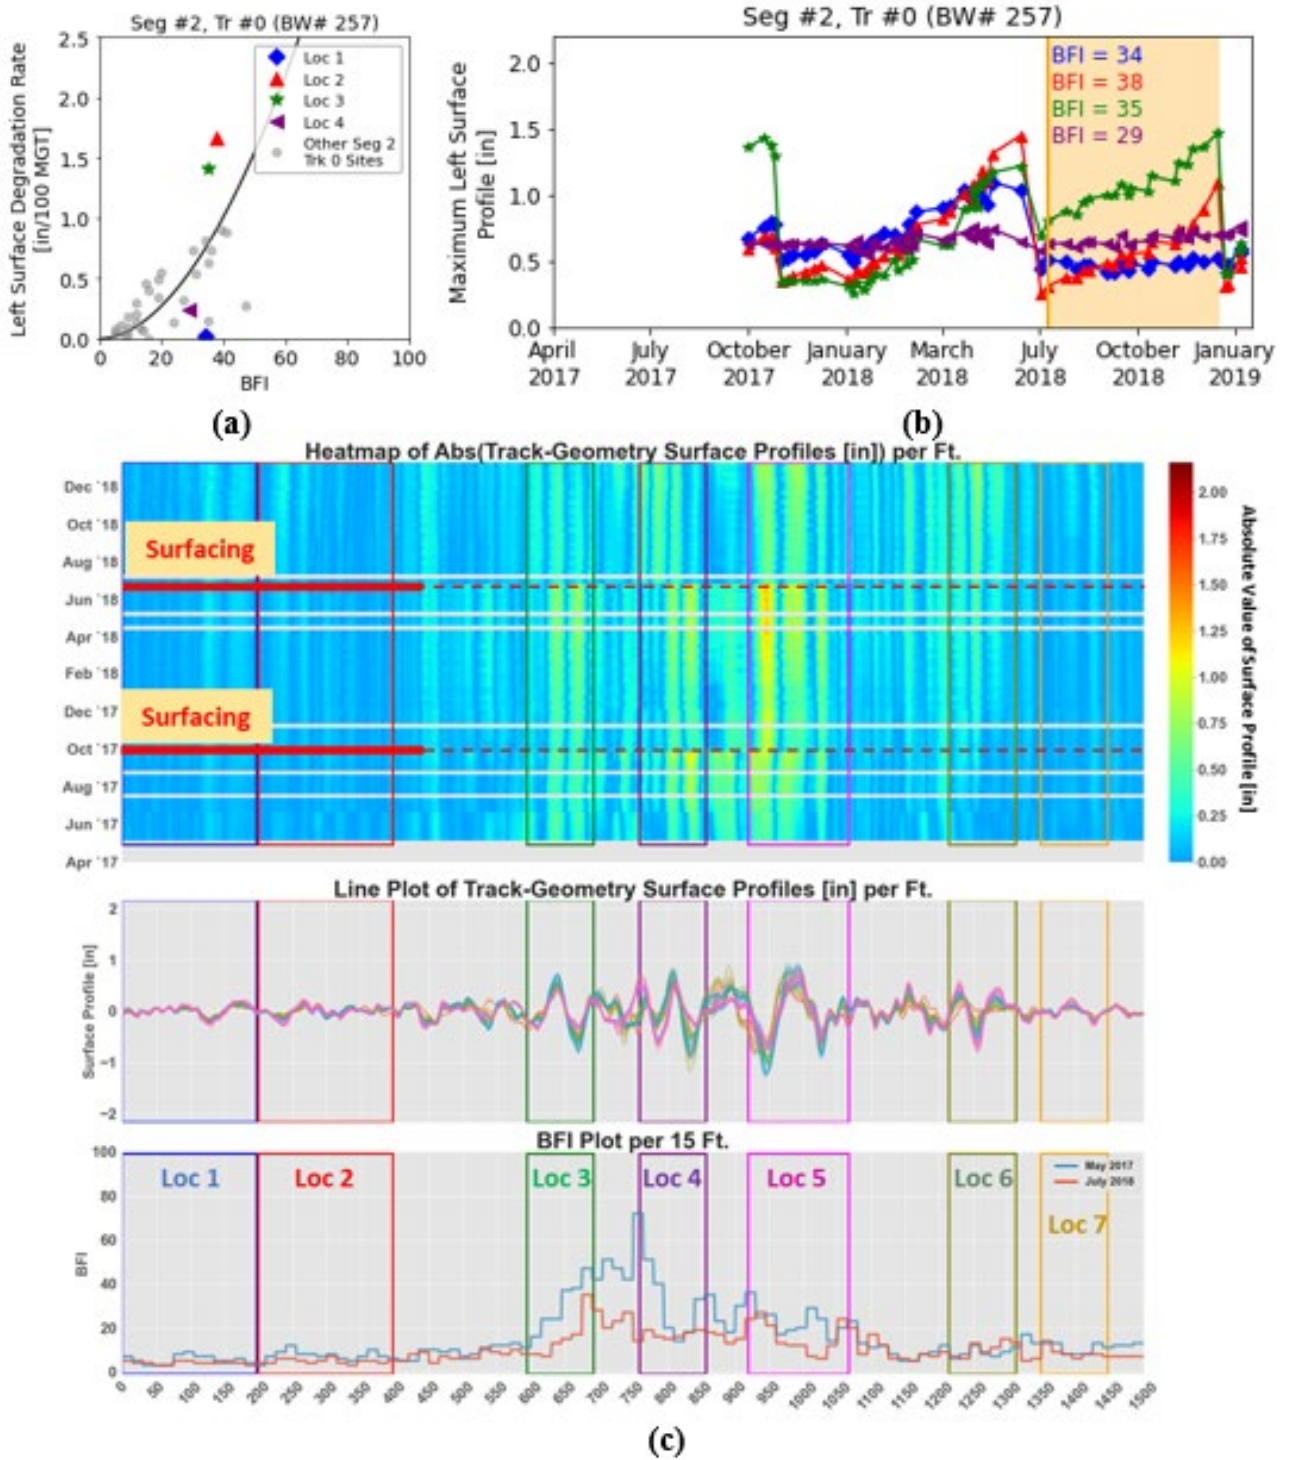 Seg #2, Tr #0 (BW# 257)
Left Surface Degradation Rate
[in/100 MGT]
2.5
2.0
1.5
1.0
0.5
0.0
0 20 40 60 80 100
BFI
Loc 1
Loc 2
Loc 3
Loc 4
Other Seg 2
Trk 0 Sites
(a)
Seg #2, Tr #0 (BW# 257)
Maximum Left Surface
Profile [in]
2.0
1.5
1.0
0.5
0.0
BFI = 34
BFI = 38
BFI = 35
BFI = 29
April July October January March July October January
2017 2017 2017 2018 2018 2018 2018 2019
(b)
Heatmap of Abs(Track-Geometry Surface Profiles [in]) per Ft.
Dec '18
Oct '18
Aug '18
Jun '18
Apr '18
Feb '18
Dec '17
Oct '17
Aug '17
Jun '17
Apr '17
Surfacing
Surfacing
2.00
1.75
1.50
1.25
1.00
0.75
0.50
0.25
0.00
Absolute Value of Surface Profile [in]
Line Plot of Track-Geometry Surface Profiles [in] per Ft.
Surface Profile [in]
2
1
0
−1
−2
BFI Plot per 15 Ft.
BFI
100
80
60
40
20
0
Loc 1 Loc 2 Loc 3 Loc 4 Loc 5 Loc 6
Loc 7
May 2017
July 2018
0 50 100 150 200 250 300 350 400 450 500 550 600 650 700 750 800 850 900 950 1000 1050 1100 1150 1200 1250 1300 1350 1400 1450 1500
(c)